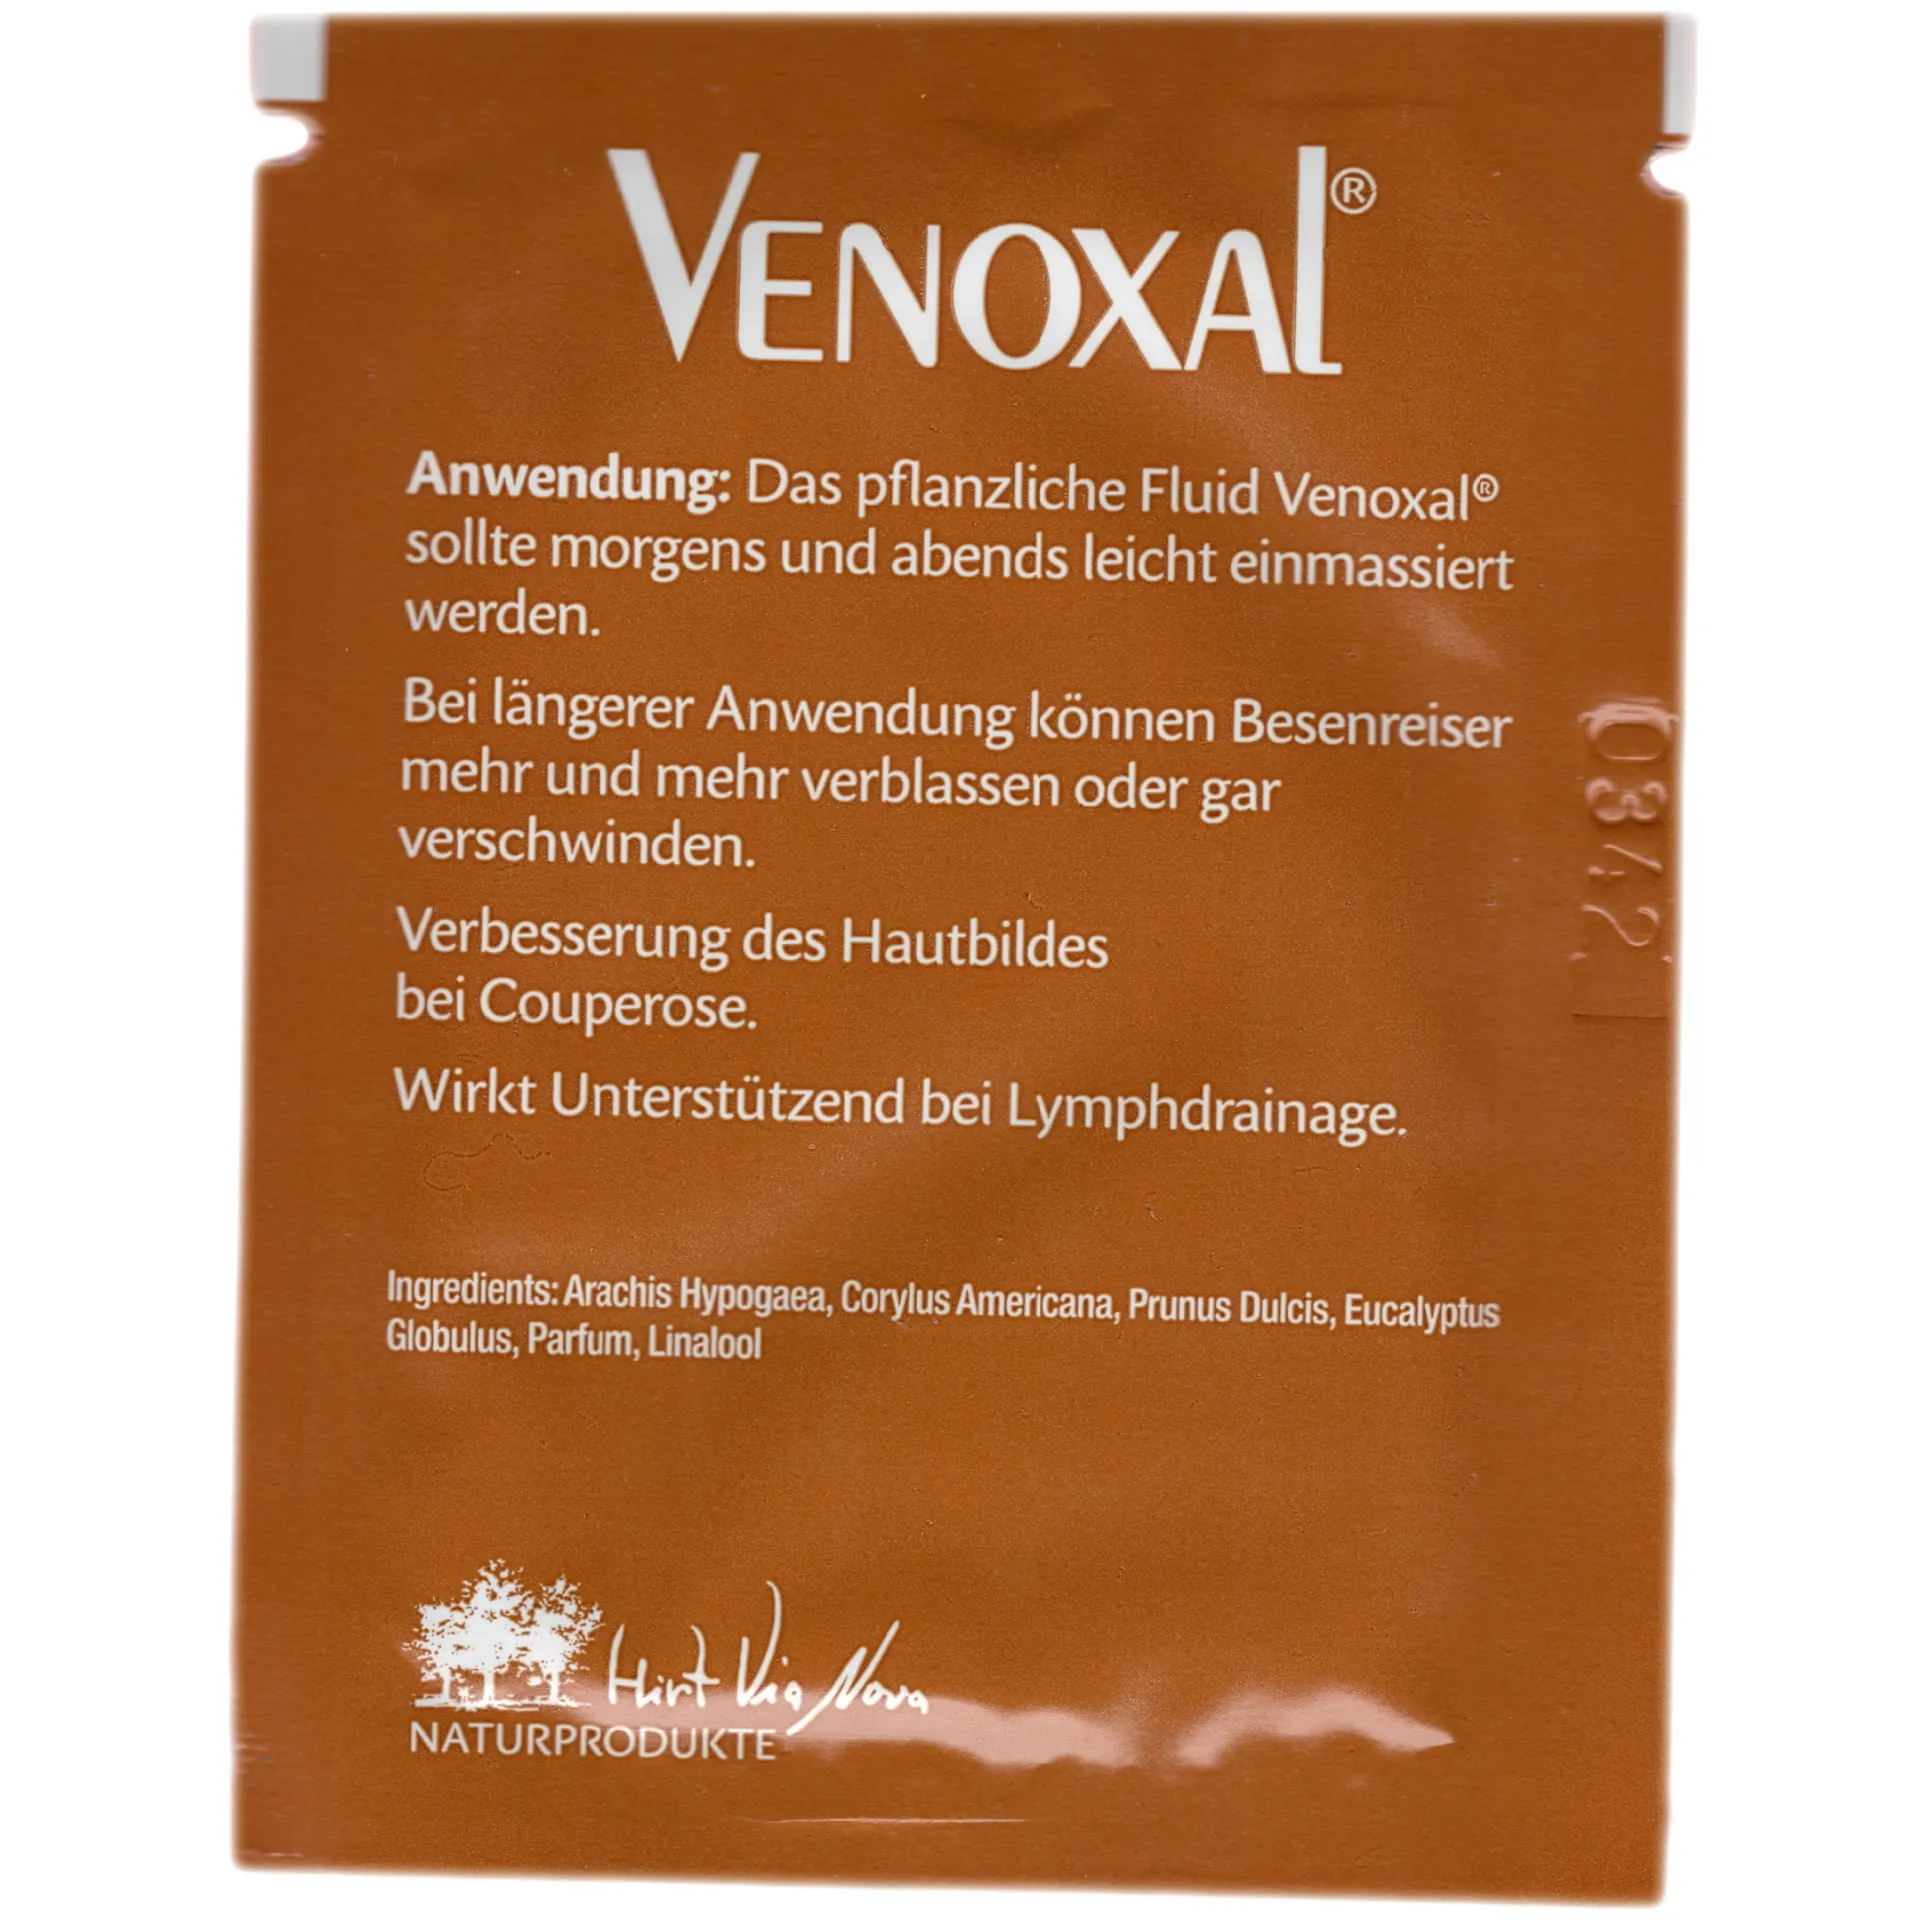 VENOXAL®
Anwendung: Das pflanzliche Fluid Venoxal®
sollte morgens und abends leicht einmassiert
werden.
Bei längerer Anwendung können Besenreiser
mehr und mehr verblassen oder gar
verschwinden.
Verbesserung des Hautbildes
bei Couperose.
Wirkt Unterstützend bei Lymphdrainage.
Ingredients: Arachis Hypogaea, Corylus Americana, Prunus Dulcis, Eucalyptus
Globulus, Parfum, Linalool
Hirt Via Nova
NATURPRODUKTE
0342